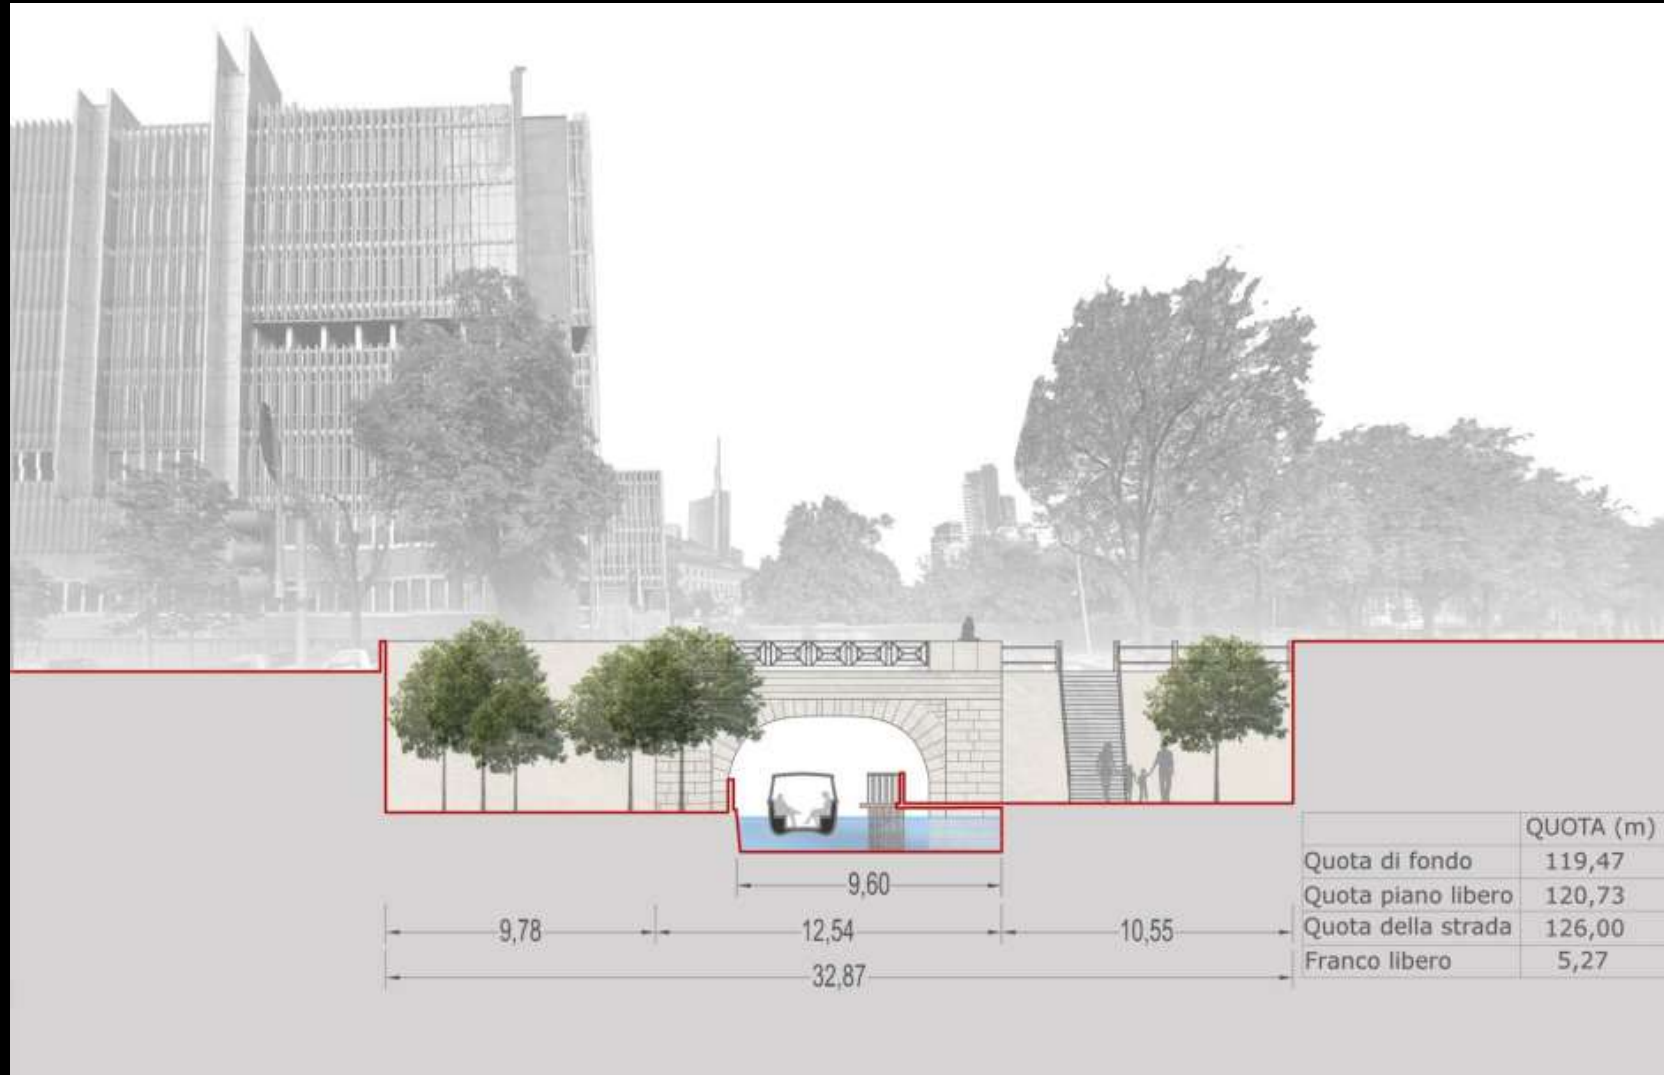 9,60
9,78 12,54 10,55
32,87
QUOTA (m)
Quota di fondo 119,47
Quota piano libero 120,73
Quota della strada 126,00
Franco libero 5,27